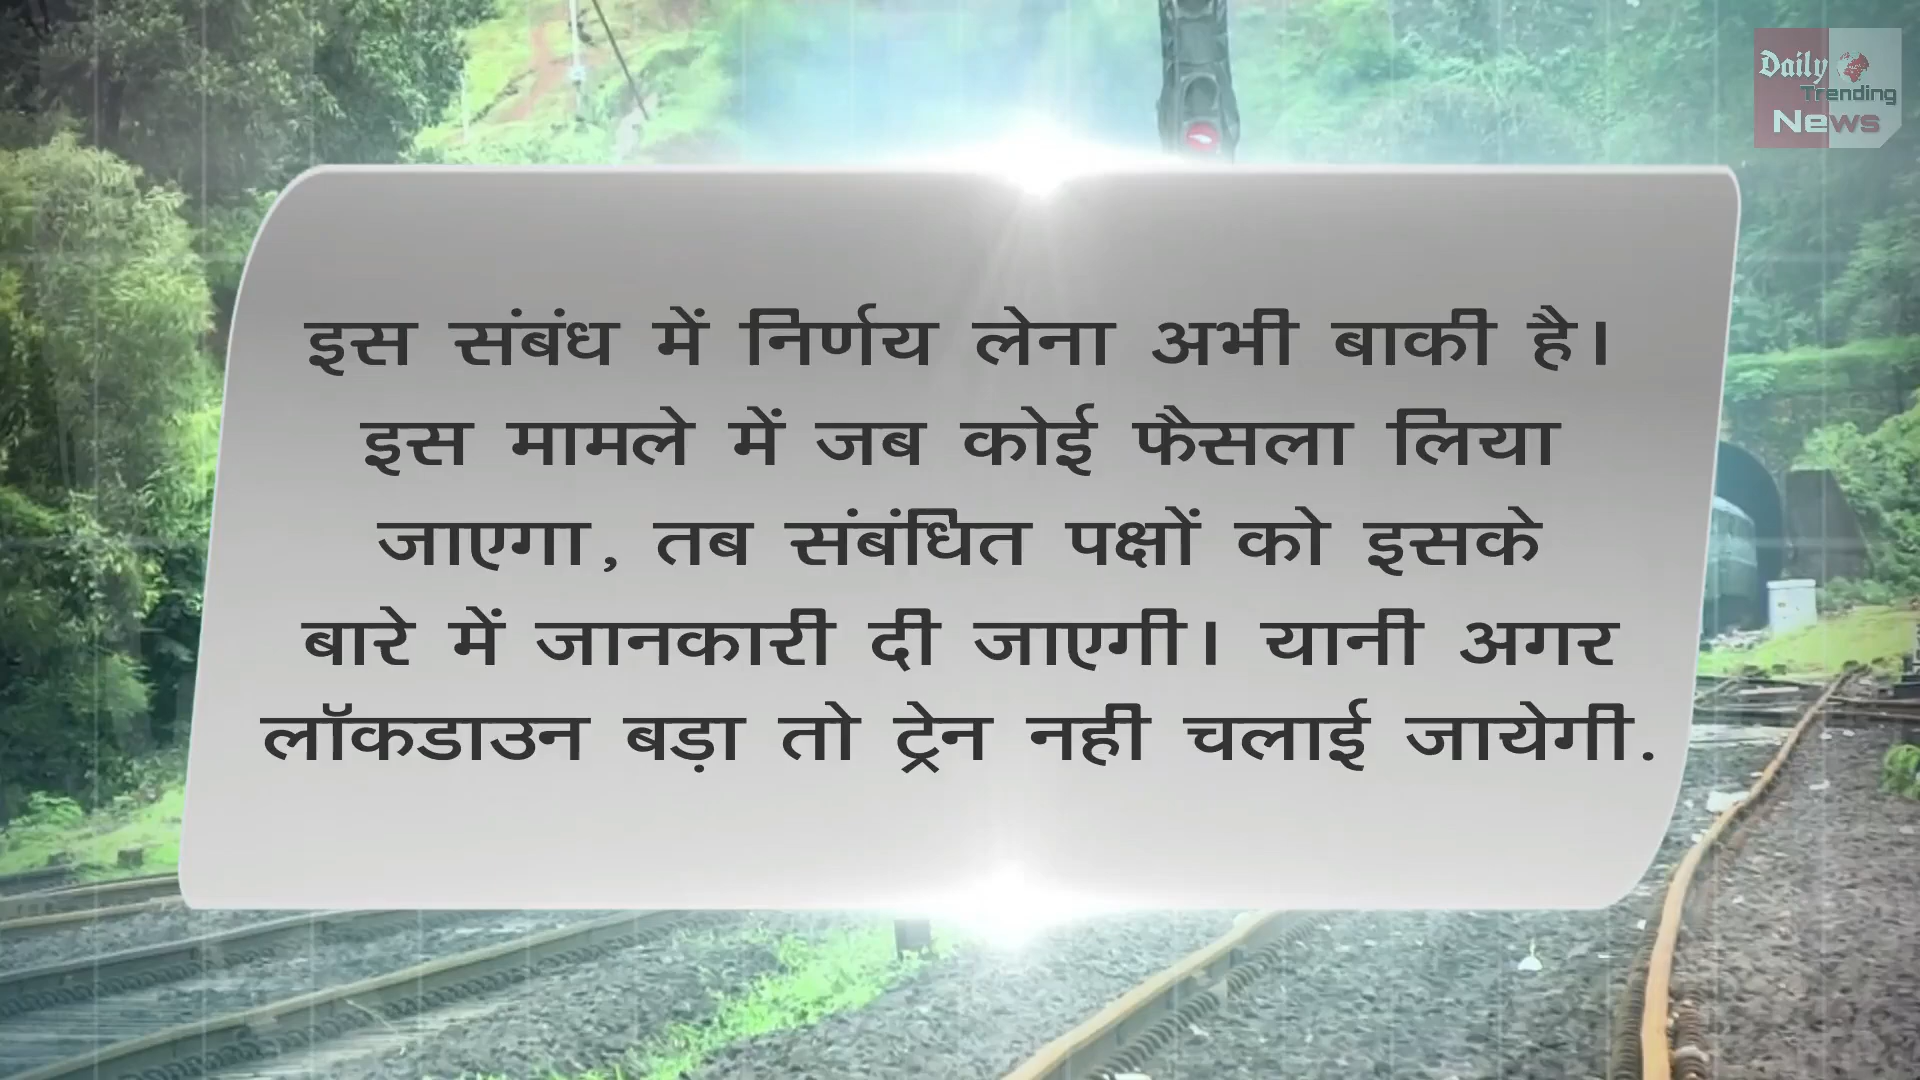 Daily
Trending
News
इस संबंध में निर्णय लेना अभी बाकी है।
इस मामले में जब कोई फैसला लिया
जाएगा, तब संबंधित पक्षों को इसके
बारे में जानकारी दी जाएगी। यानी अगर
लॉकडाउन बड़ा तो ट्रेन नही चलाई जायेगी.